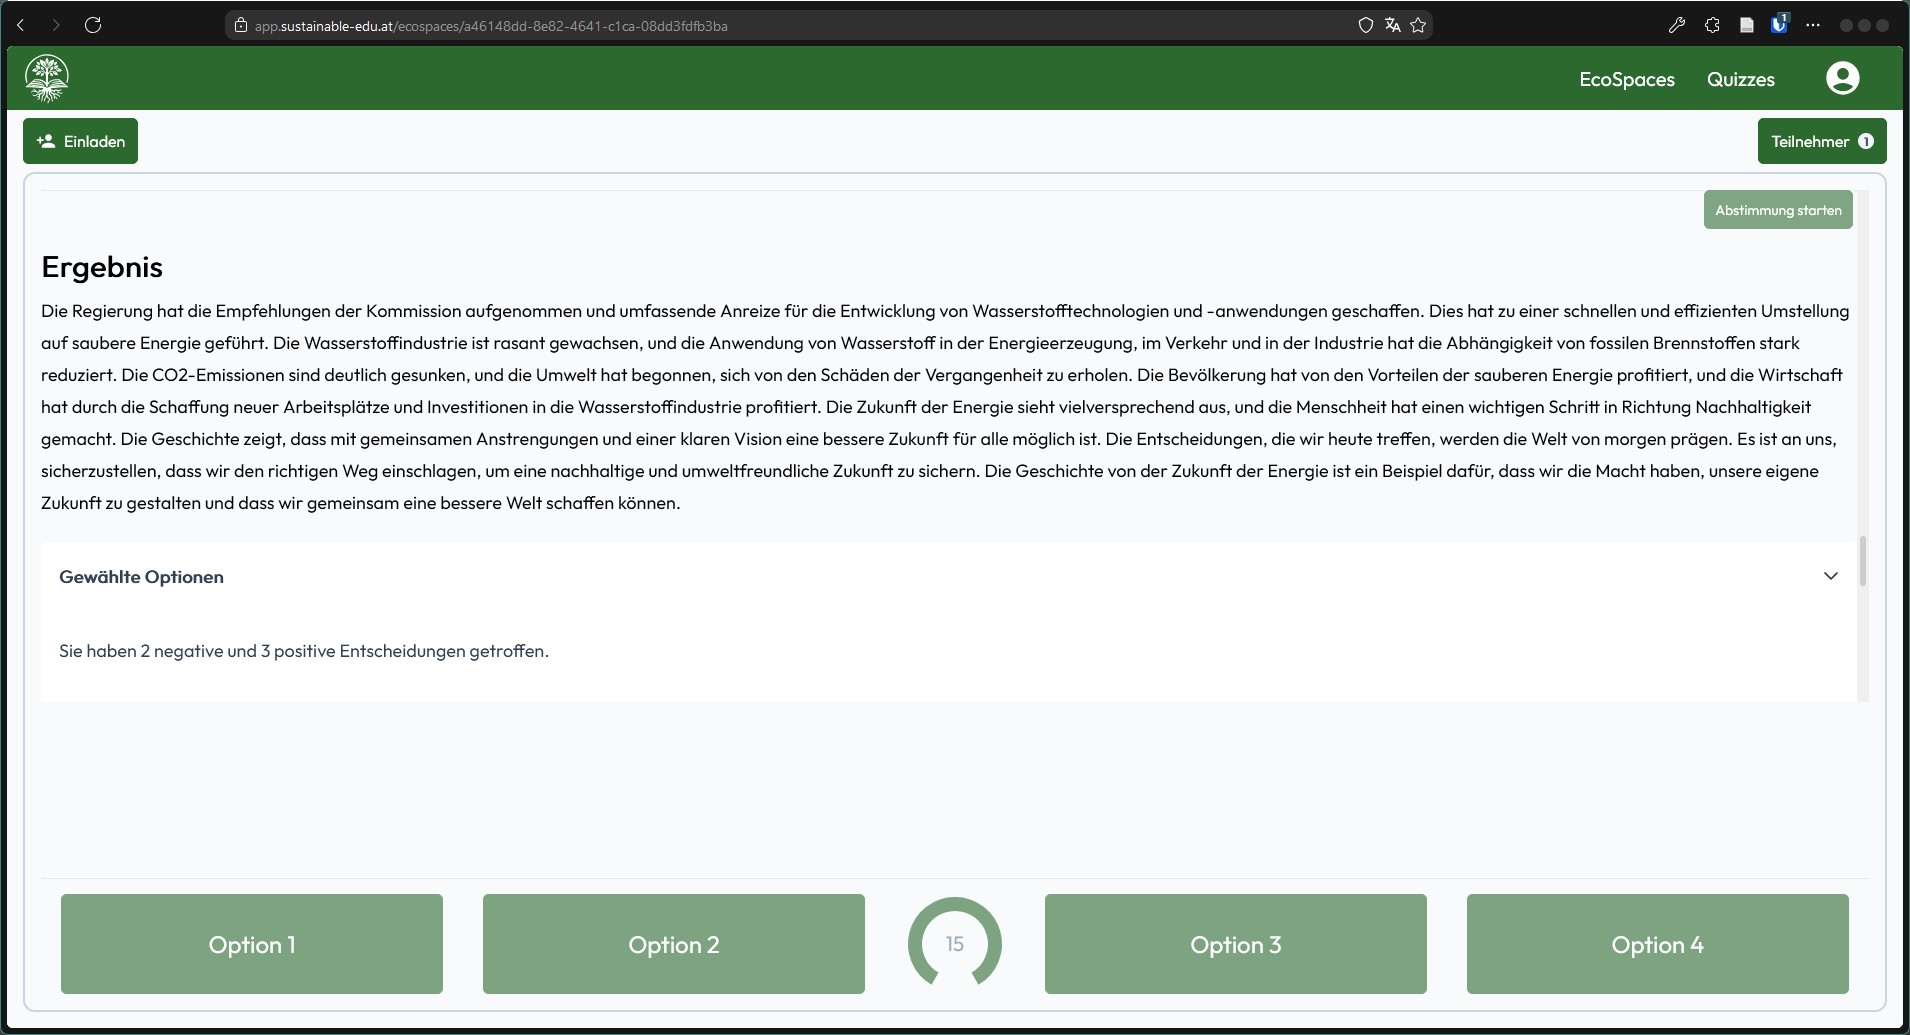 app.sustainable-edu.at/ecospaces/a46148dd-8e82-4641-c1ca-08dd3fdfb3ba
1
EcoSpaces
Quizzes
Einladen
Teilnehmer 1
Abstimmung starten
Ergebnis
Die Regierung hat die Empfehlungen der Kommission aufgenommen und umfassende Anreize für die Entwicklung von Wasserstofftechnologien und -anwendungen geschaffen. Dies hat zu einer schnellen und effizienten Umstellung
auf saubere Energie geführt. Die Wasserstoffindustrie ist rasant gewachsen, und die Anwendung von Wasserstoff in der Energieerzeugung, im Verkehr und in der Industrie hat die Abhängigkeit von fossilen Brennstoffen stark
reduziert. Die CO2-Emissionen sind deutlich gesunken, und die Umwelt hat begonnen, sich von den Schäden der Vergangenheit zu erholen. Die Bevölkerung hat von den Vorteilen der sauberen Energie profitiert, und die Wirtschaft
hat durch die Schaffung neuer Arbeitsplätze und Investitionen in die Wasserstoffindustrie profitiert. Die Zukunft der Energie sieht vielversprechend aus, und die Menschheit hat einen wichtigen Schritt in Richtung Nachhaltigkeit
gemacht. Die Geschichte zeigt, dass mit gemeinsamen Anstrengungen und einer klaren Vision eine bessere Zukunft für alle möglich ist. Die Entscheidungen, die wir heute treffen, werden die Welt von morgen prägen. Es ist an uns,
sicherzustellen, dass wir den richtigen Weg einschlagen, um eine nachhaltige und umweltfreundliche Zukunft zu sichern. Die Geschichte von der Zukunft der Energie ist ein Beispiel dafür, dass wir die Macht haben, unsere eigene
Zukunft zu gestalten und dass wir gemeinsam eine bessere Welt schaffen können.
Gewählte Optionen
Sie haben 2 negative und 3 positive Entscheidungen getroffen.
Option 1
Option 2
15
Option 3
Option 4